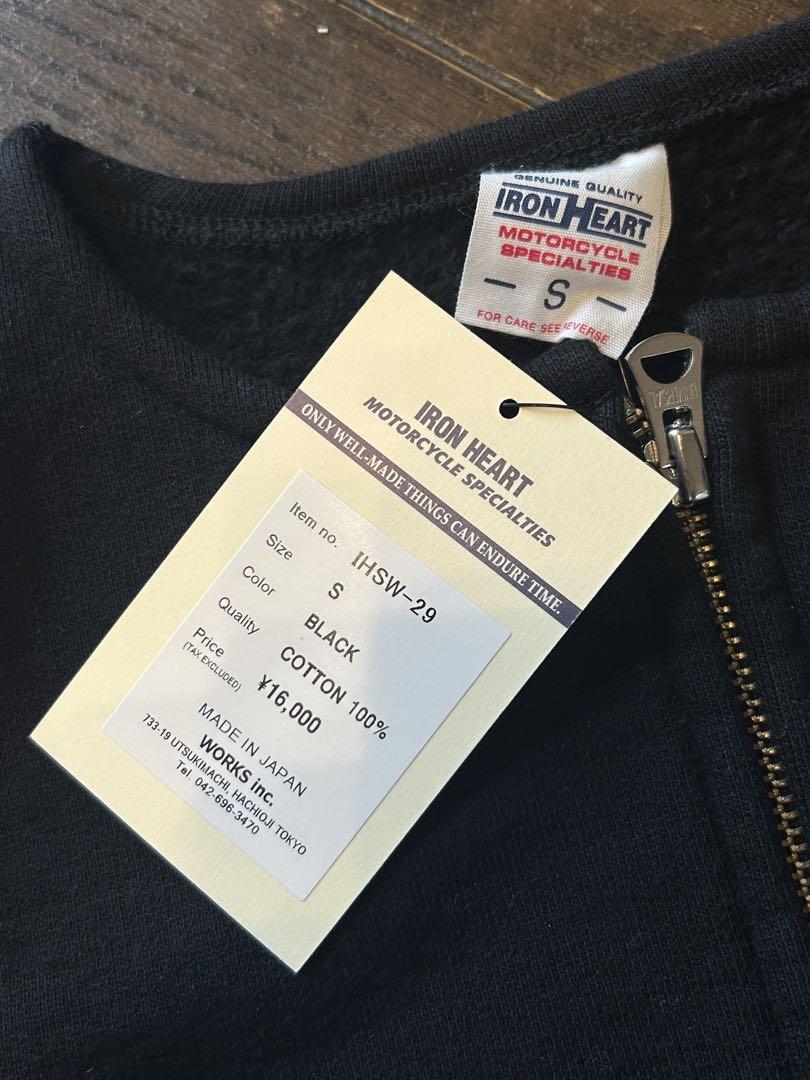 GENUINE QUALITY
IRON HEART
MOTORCYCLE
SPECIALTIES
– S –
FOR CARE SEE REVERSE
UNIVERSAL
IRON HEART
MOTORCYCLE SPECIALTIES
ONLY WELL-MADE THINGS CAN ENDURE TIME.
Item no. IHSW-29
Size S
Color BLACK
Quality COTTON 100%
Price ¥16,000
(TAX EXCLUDED)
MADE IN JAPAN
WORKS inc.
733-19 UTSUKIMACHI, HACHIOJI TOKYO
Tel. 042-696-3470